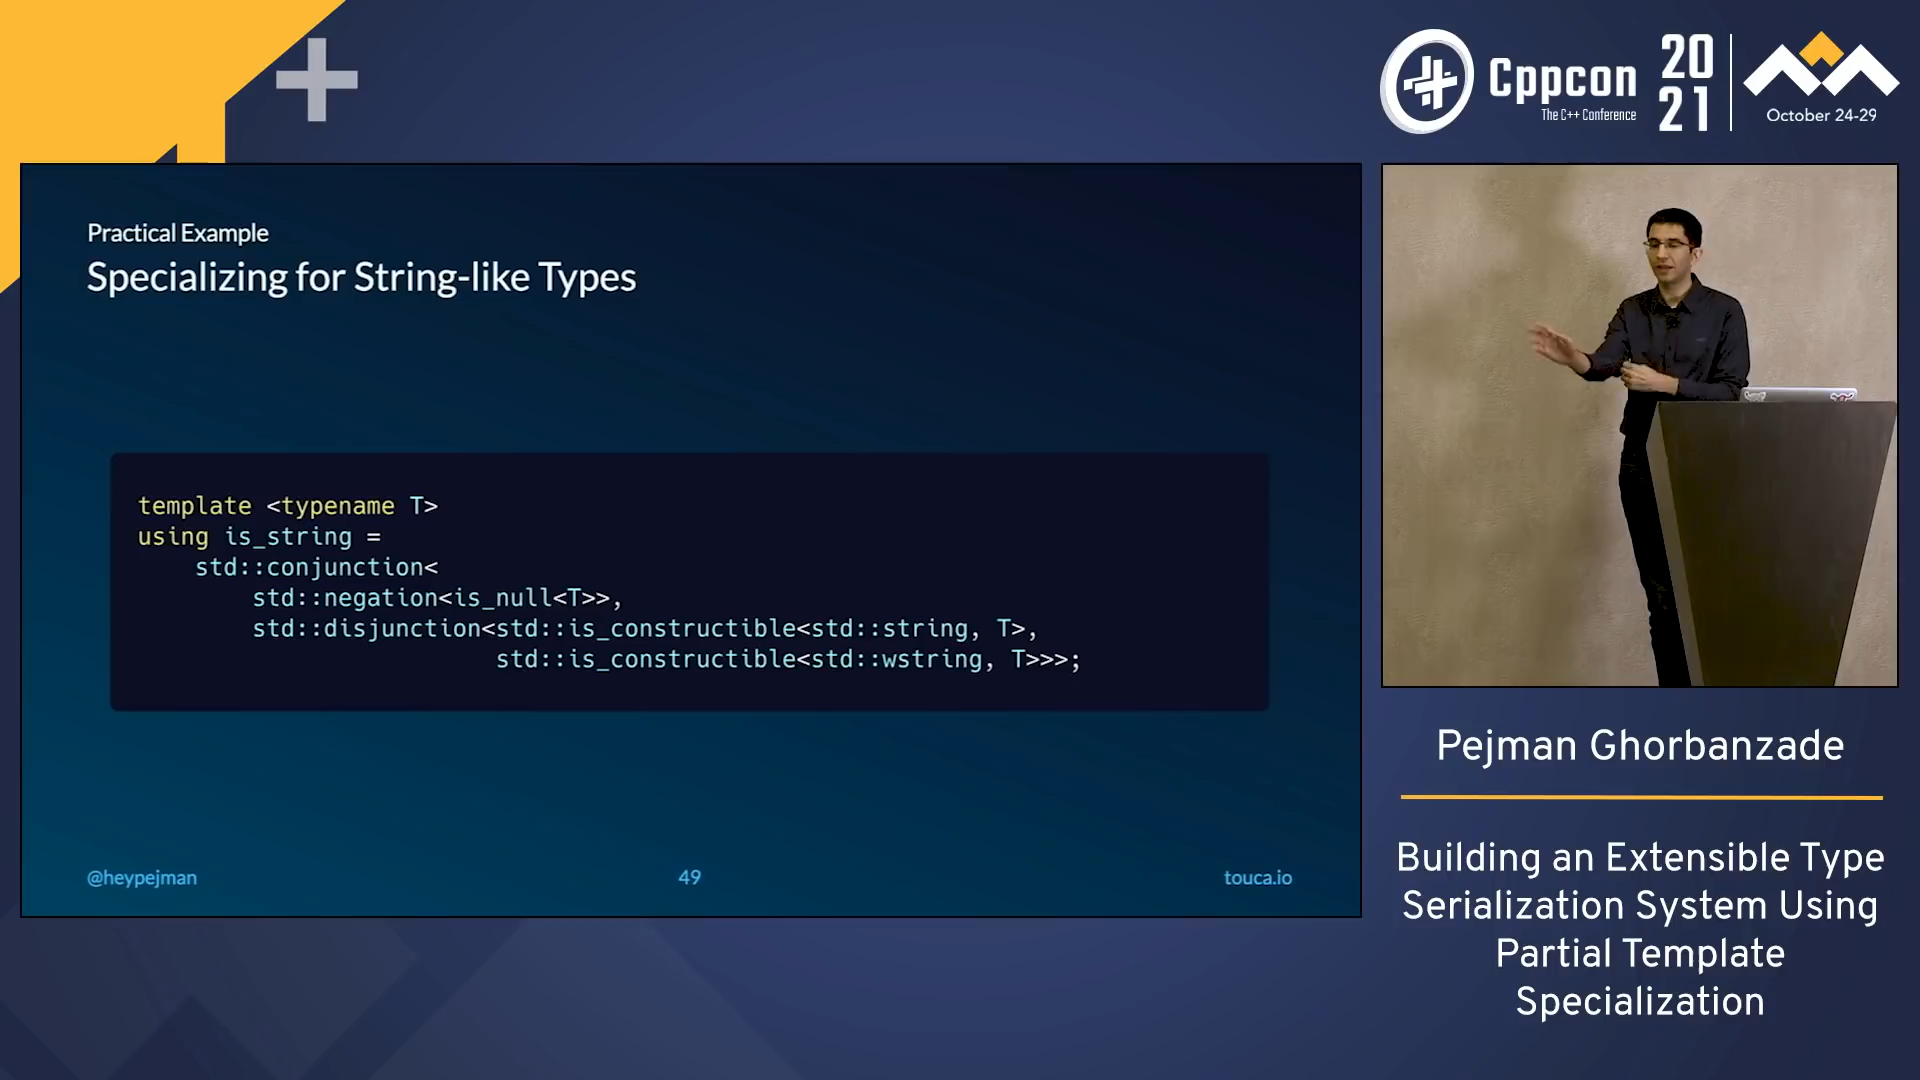 Cppcon
The C++ Conference
20
21
October 24-29
Practical Example
Specializing for String-like Types
template <typename T>
using is_string =
    std::conjunction<
        std::negation<is_null<T>>,
        std::disjunction<std::is_constructible<std::string, T>,
                         std::is_constructible<std::wstring, T>>>;
@heypejman
49
touca.io
Pejman Ghorbanzade
Building an Extensible Type
Serialization System Using
Partial Template
Specialization